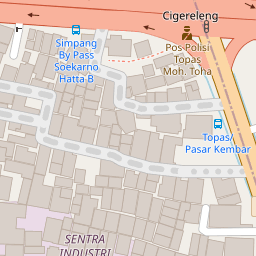 Cigereleng
Simpang
By Pass
Soekarno
Hatta B
Pos Polisi
Topas
Moh. Toha
Topas/
Pasar Kembar
SENTRA
INDUSTRI